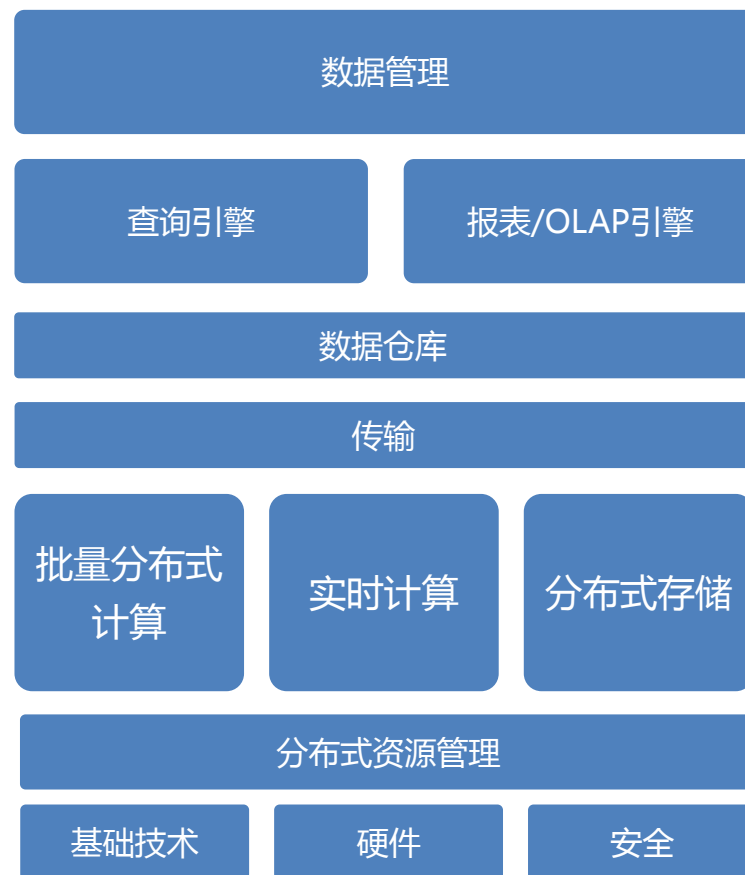 数据管理
查询引擎
报表/OLAP引擎
数据仓库
传输
批量分布式
计算
实时计算
分布式存储
分布式资源管理
基础技术
硬件
安全